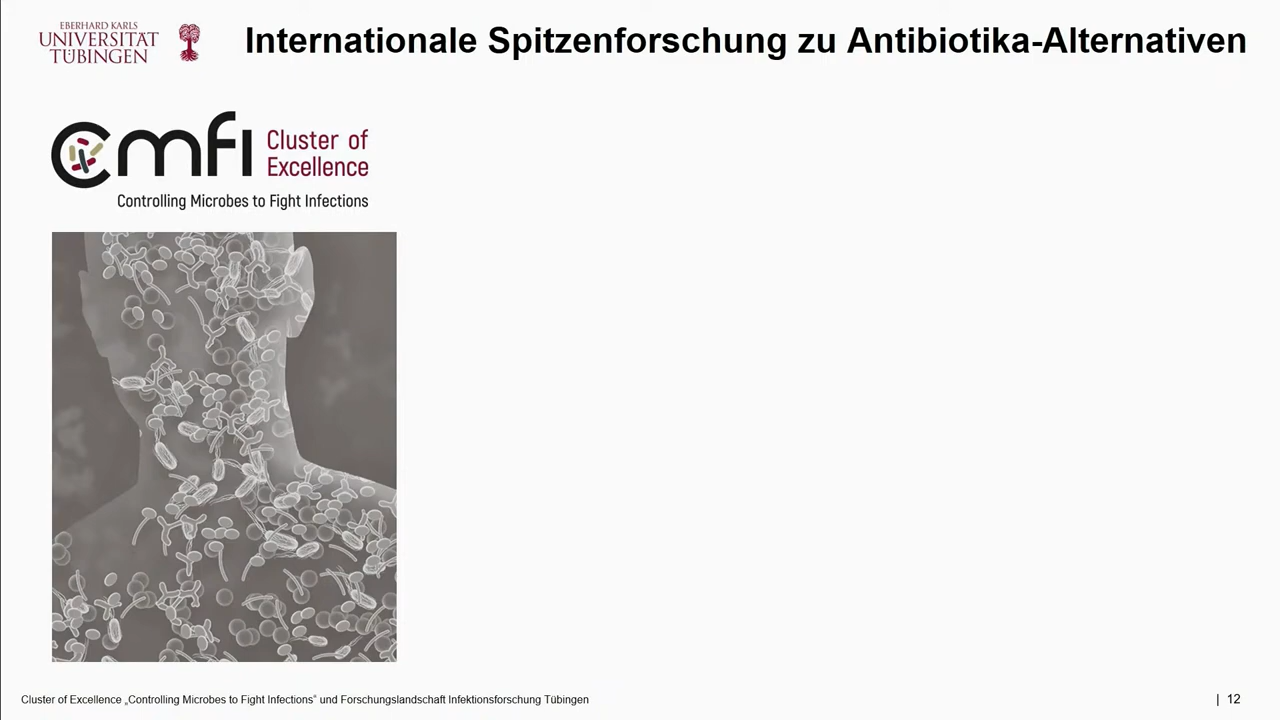 EBERHARD KARLS
UNIVERSITÄT
TÜBINGEN
Internationale Spitzenforschung zu Antibiotika-Alternativen
cmfi Cluster of
Excellence
Controlling Microbes to Fight Infections
Cluster of Excellence „Controlling Microbes to Fight Infections“ und Forschungslandschaft Infektionsforschung Tübingen
| 12